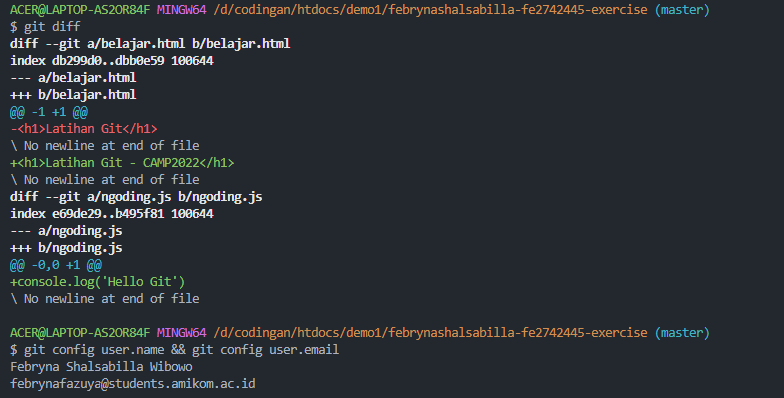 ACER@LAPTOP-AS2OR84F MINGW64 /d/codingan/htdocs/demo1/febrynashalsabilla-fe2742445-exercise (master)
$ git diff
diff --git a/belajar.html b/belajar.html
index db299d0..dbb0e59 100644
--- a/belajar.html
+++ b/belajar.html
@@ -1 +1 @@
-<h1>Latihan Git</h1>
\ No newline at end of file
+<h1>Latihan Git - CAMP2022</h1>
\ No newline at end of file
diff --git a/ngoding.js b/ngoding.js
index e69de29..b495f81 100644
--- a/ngoding.js
+++ b/ngoding.js
@@ -0,0 +1 @@
+console.log('Hello Git')
\ No newline at end of file
ACER@LAPTOP-AS2OR84F MINGW64 /d/codingan/htdocs/demo1/febrynashalsabilla-fe2742445-exercise (master)
$ git config user.name && git config user.email
Febryna Shalsabilla Wibowo
febrynafazuya@students.amikom.ac.id